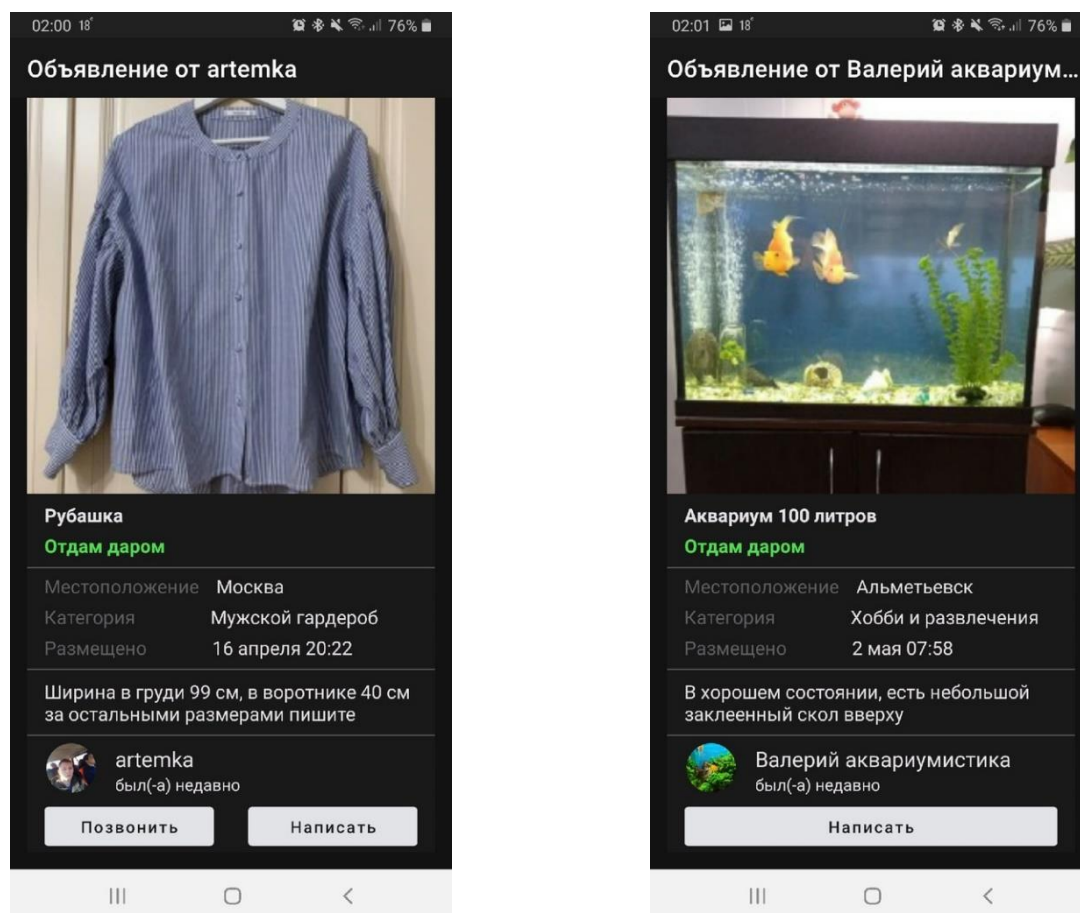 02:00 18° 76%
Объявление от artemka
Рубашка
Отдам даром
Местоположение Москва
Категория Мужской гардероб
Размещено 16 апреля 20:22
Ширина в груди 99 см, в воротнике 40 см
за остальными размерами пишите
artemka
был(-а) недавно
Позвонить Написать
02:01 18° 76%
Объявление от Валерий аквариум...
Аквариум 100 литров
Отдам даром
Местоположение Альметьевск
Категория Хобби и развлечения
Размещено 2 мая 07:58
В хорошем состоянии, есть небольшой
заклеенный скол вверху
Валерий аквариумистика
был(-а) недавно
Написать